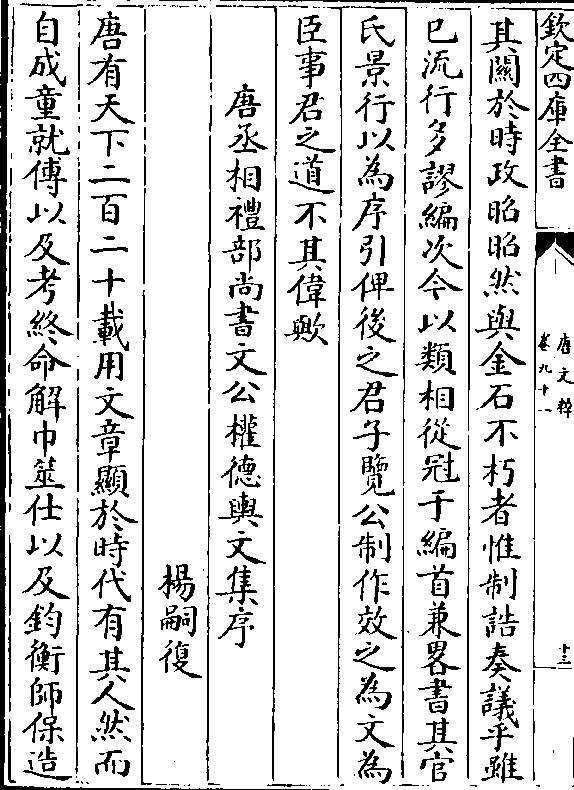 欽定四庫全書
唐文粹
卷九十一
十三
其關於時政昭昭然與金石不朽者惟制誥奏議乎雖
已流行多謬編次今以類相從冠于編首兼畧書其官
氏景行以為序引俾後之君子覽公制作效之為文為
臣事君之道不其偉歟
唐丞相禮部尚書文公權德輿文集序
楊嗣復
唐有天下二百二十載用文章顯於時代有其人然而
自成童就傅以及考終命解巾筮仕以及鈞衡師保造